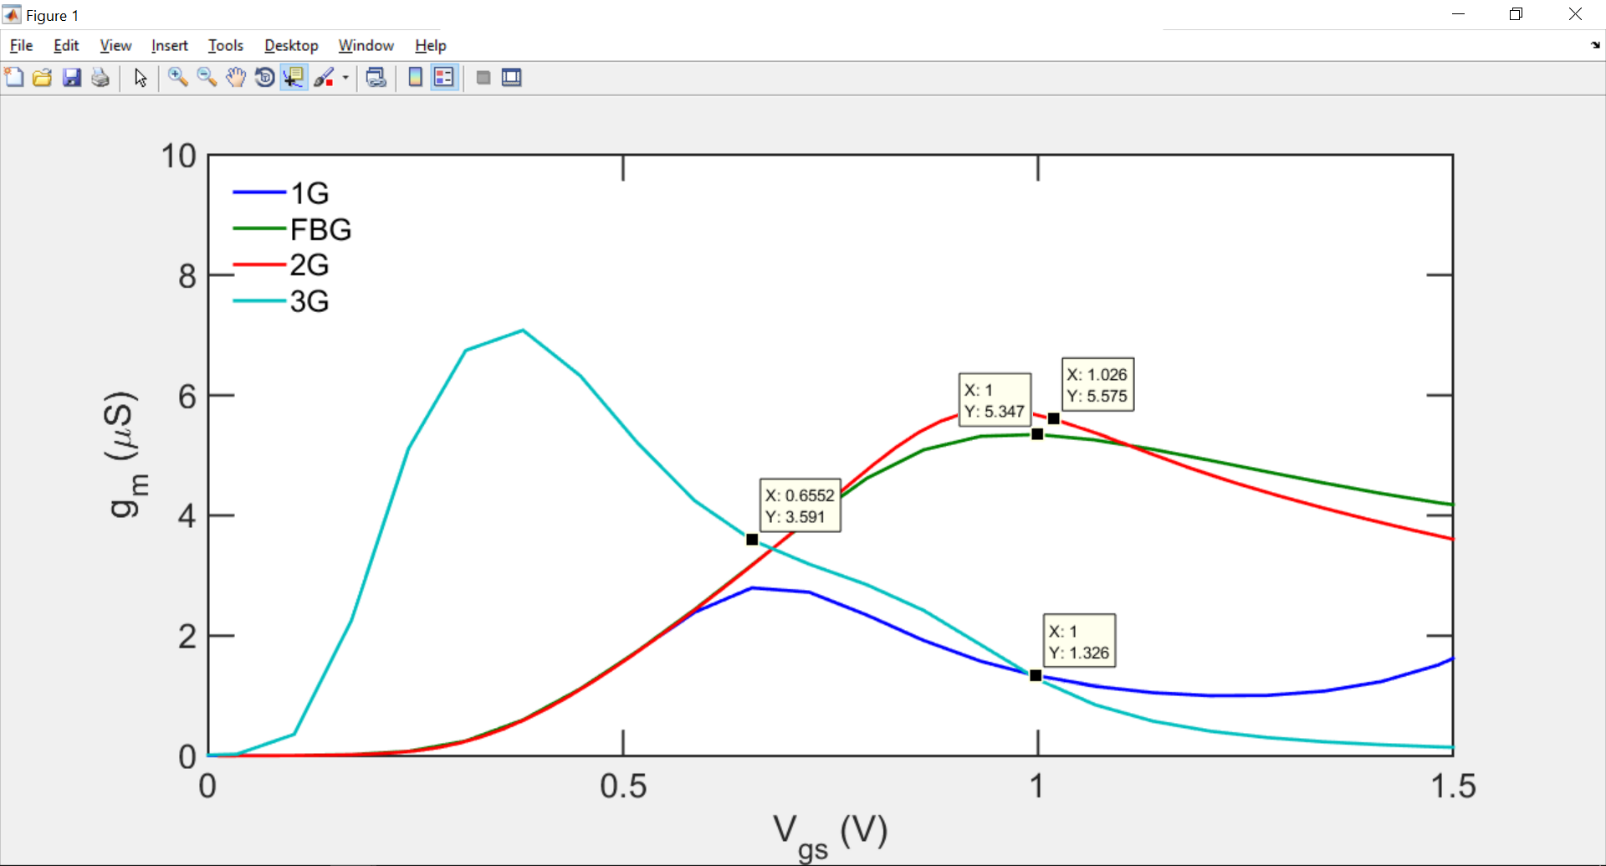 Figure 1
File Edit View Insert Tools Desktop Window Help
10
8
6
4
2
0
gm (μS)
1G
FBG
2G
3G
X: 1
Y: 5.347
X: 1.026
Y: 5.575
X: 0.6552
Y: 3.591
X: 1
Y: 1.326
0 0.5 1 1.5
Vgs (V)